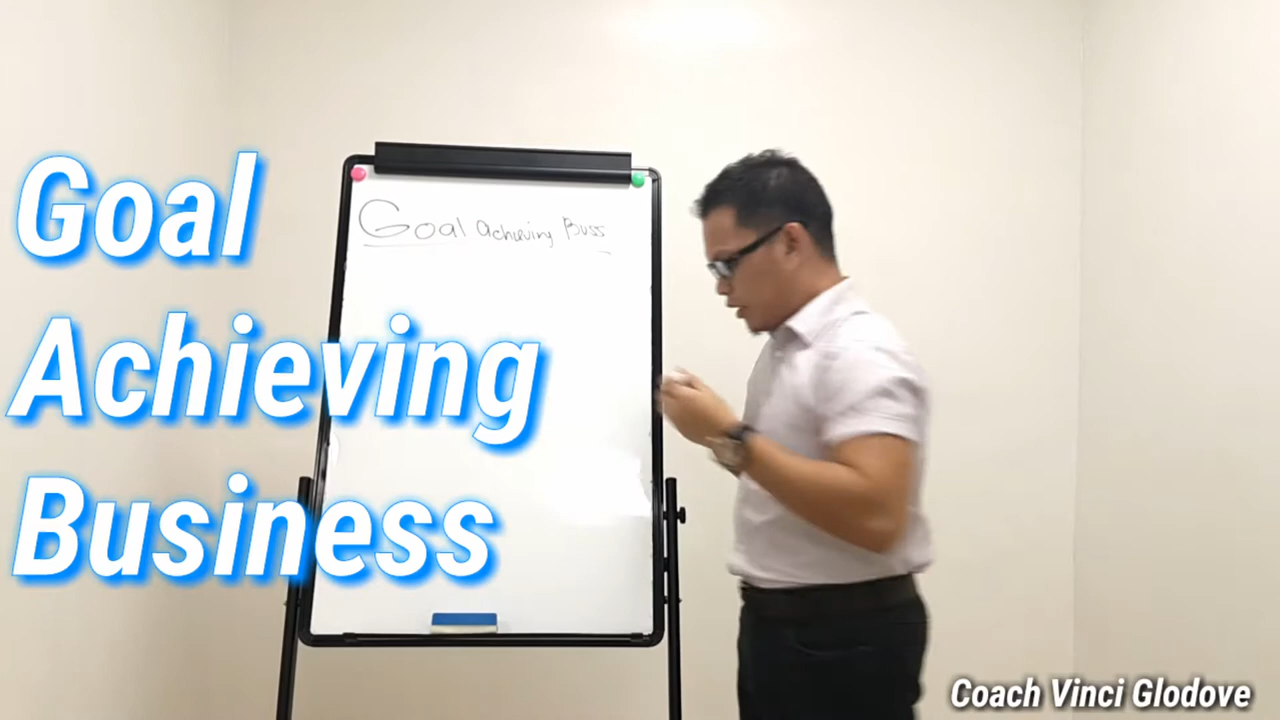 Goal
Achieving
Business
Goal Achieving Buss
Coach Vinci Glodove